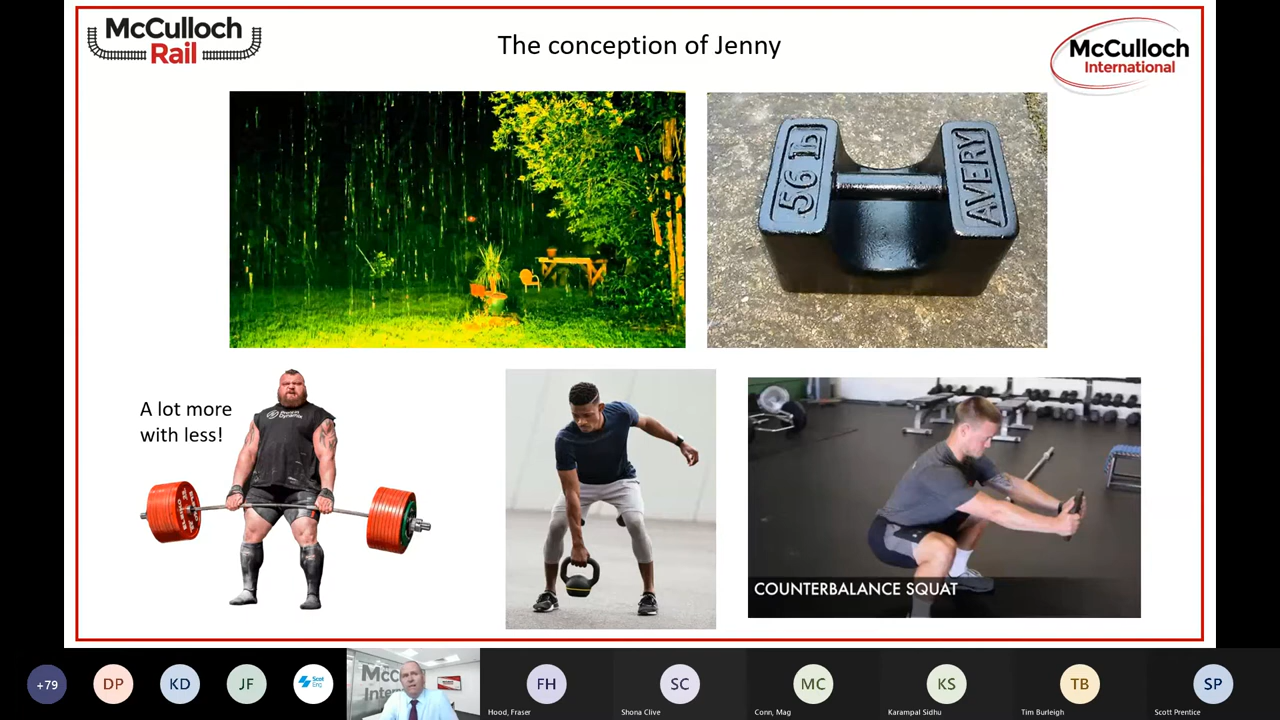 McCulloch
Rail
The conception of Jenny
McCulloch
International
56 lb
AVERY
A lot more
with less!
COUNTERBALANCE SQUAT
+79
DP
KD
JF
Scot
Eng
FH
Hood, Fraser
SC
Shona Clive
MC
Conn, Mag
KS
Karampal Sidhu
TB
Tim Burleigh
SP
Scott Prentice